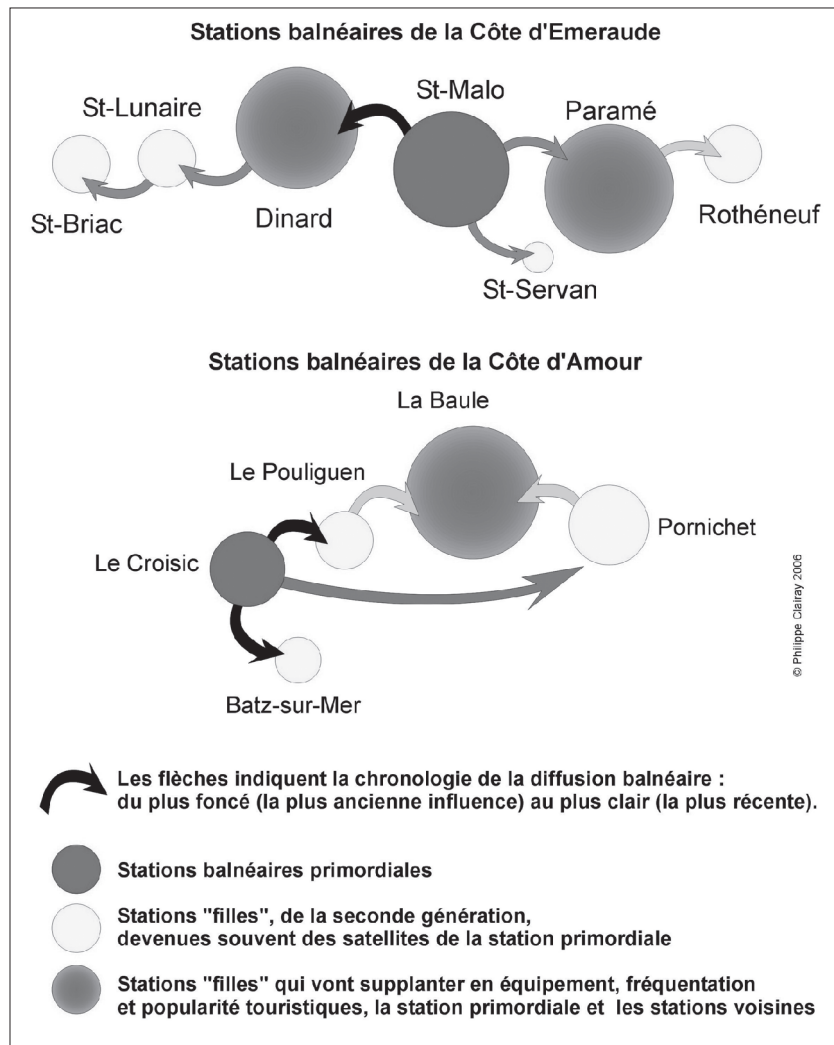 Stations balnéaires de la Côte d'Emeraude
St-Malo
St-Lunaire
Paramé
St-Briac
Dinard
Rothéneuf
St-Servan
Stations balnéaires de la Côte d'Amour
La Baule
Le Pouliguen
Pornichet
Le Croisic
Batz-sur-Mer
© Philippe Clairay 2006
Les flèches indiquent la chronologie de la diffusion balnéaire :
du plus foncé (la plus ancienne influence) au plus clair (la plus récente).
Stations balnéaires primordiales
Stations "filles", de la seconde génération,
devenues souvent des satellites de la station primordiale
Stations "filles" qui vont supplanter en équipement, fréquentation
et popularité touristiques, la station primordiale et les stations voisines